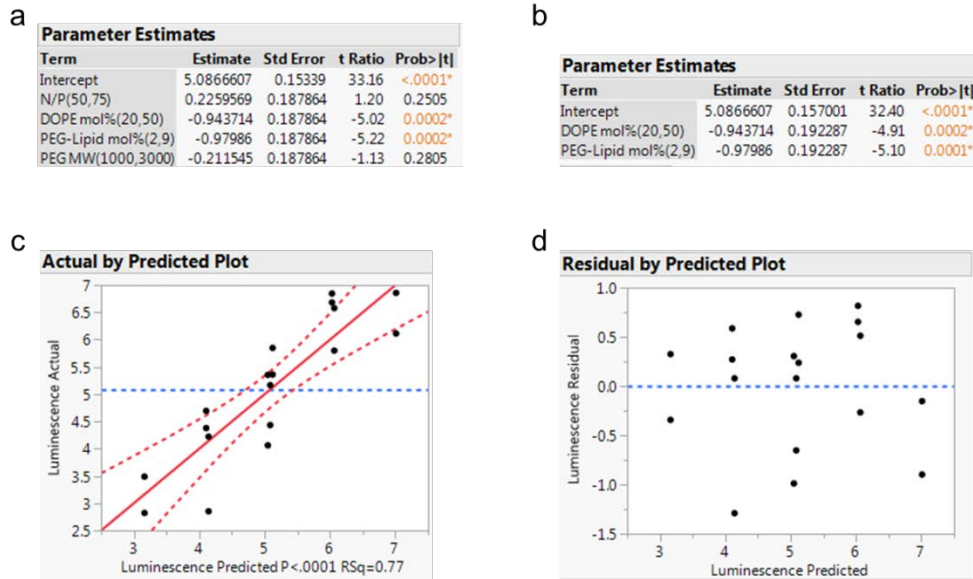 a
Parameter Estimates
Term Estimate Std Error t Ratio Prob>|t|
Intercept 5.0866607 0.15339 33.16 <.0001*
N/P(50,75) 0.2259569 0.187864 1.20 0.2505
DOPE mol%(20,50) -0.943714 0.187864 -5.02 0.0002*
PEG-Lipid mol%(2,9) -0.97986 0.187864 -5.22 0.0002*
PEG MW(1000,3000) -0.211545 0.187864 -1.13 0.2805
b
Parameter Estimates
Term Estimate Std Error t Ratio Prob>|t|
Intercept 5.0866607 0.157001 32.40 <.0001*
DOPE mol%(20,50) -0.943714 0.192287 -4.91 0.0002*
PEG-Lipid mol%(2,9) -0.97986 0.192287 -5.10 0.0001*
c
Actual by Predicted Plot
Luminescence Actual
7
6.5
6
5.5
5
4.5
4
3.5
3
2.5
3 4 5 6 7
Luminescence Predicted P<.0001 RSq=0.77
d
Residual by Predicted Plot
Luminescence Residual
1.0
0.5
0.0
-0.5
-1.0
-1.5
3 4 5 6 7
Luminescence Predicted